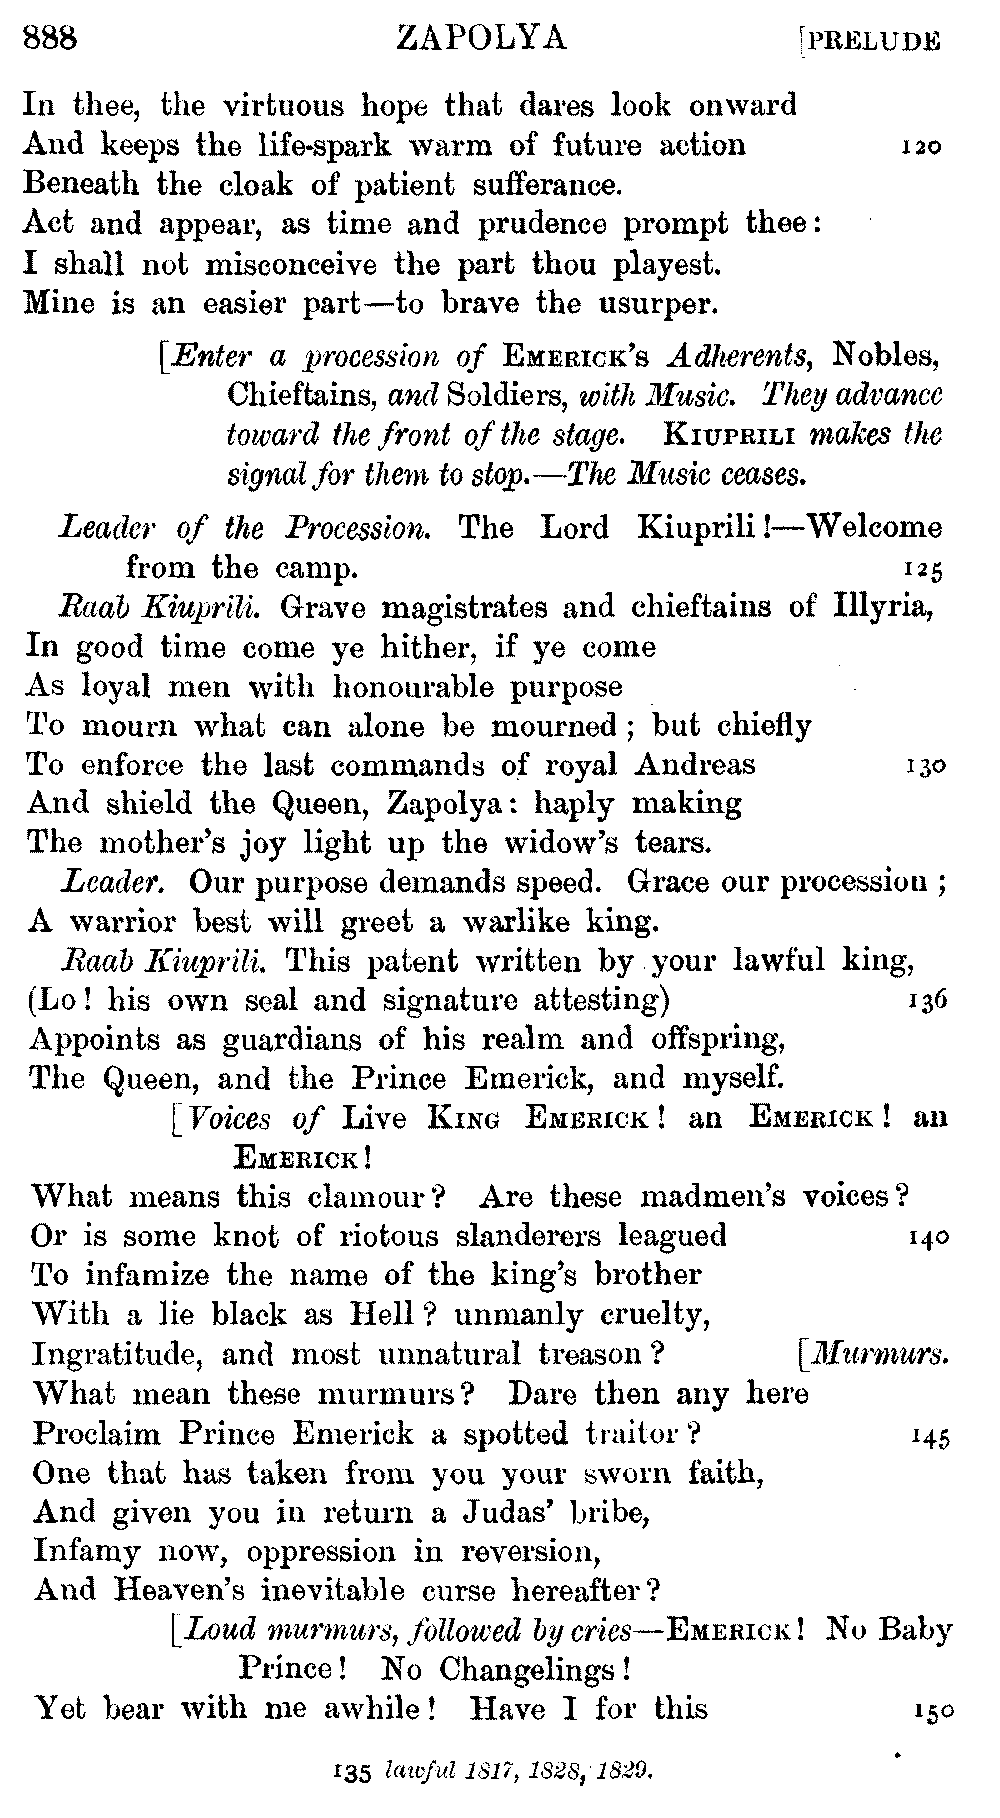 888 ZAPOLYA [PRELUDE
In thee, the virtuous hope that dares look onward
And keeps the life-spark warm of future action 120
Beneath the cloak of patient sufferance.
Act and appear, as time and prudence prompt thee:
I shall not misconceive the part thou playest.
Mine is an easier part—to brave the usurper.
[Enter a procession of EMERICK'S Adherents, Nobles,
Chieftains, and Soldiers, with Music. They advance
toward the front of the stage. KIUPRILI makes the
signal for them to stop.—The Music ceases.
Leader of the Procession. The Lord Kiuprili!—Welcome
from the camp. 125
Raab Kiuprili. Grave magistrates and chieftains of Illyria,
In good time come ye hither, if ye come
As loyal men with honourable purpose
To mourn what can alone be mourned; but chiefly
To enforce the last commands of royal Andreas 130
And shield the Queen, Zapolya: haply making
The mother's joy light up the widow's tears.
Leader. Our purpose demands speed. Grace our procession;
A warrior best will greet a warlike king.
Raab Kiuprili. This patent written by your lawful king,
(Lo! his own seal and signature attesting) 136
Appoints as guardians of his realm and offspring,
The Queen, and the Prince Emerick, and myself.
[Voices of Live KING EMERICK! an EMERICK! an
EMERICK!
What means this clamour? Are these madmen's voices?
Or is some knot of riotous slanderers leagued 140
To infamize the name of the king's brother
With a lie black as Hell? unmanly cruelty,
Ingratitude, and most unnatural treason? [Murmurs.
What mean these murmurs? Dare then any here
Proclaim Prince Emerick a spotted traitor? 145
One that has taken from you your sworn faith,
And given you in return a Judas' bribe,
Infamy now, oppression in reversion,
And Heaven's inevitable curse hereafter?
[Loud murmurs, followed by cries—EMERICK! No Baby
Prince! No Changelings!
Yet bear with me awhile! Have I for this 150
135 lawful 1817, 1828, 1829.